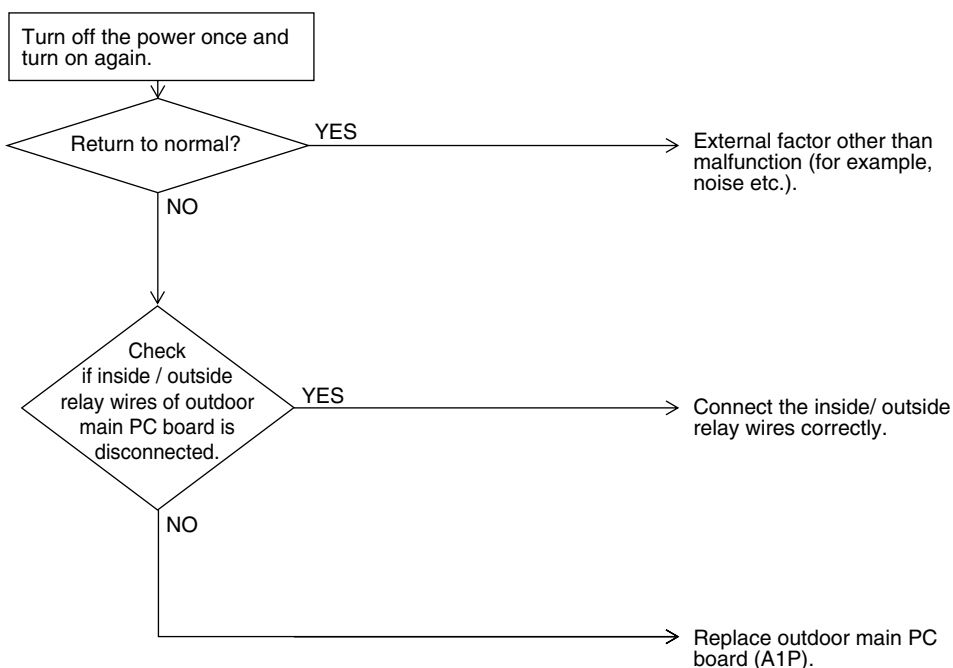 Turn off the power once and
turn on again.
Return to normal?
YES
External factor other than
malfunction (for example,
noise etc.).
NO
Check
if inside / outside
relay wires of outdoor
main PC board is
disconnected.
YES
Connect the inside/ outside
relay wires correctly.
NO
Replace outdoor main PC
board (A1P).